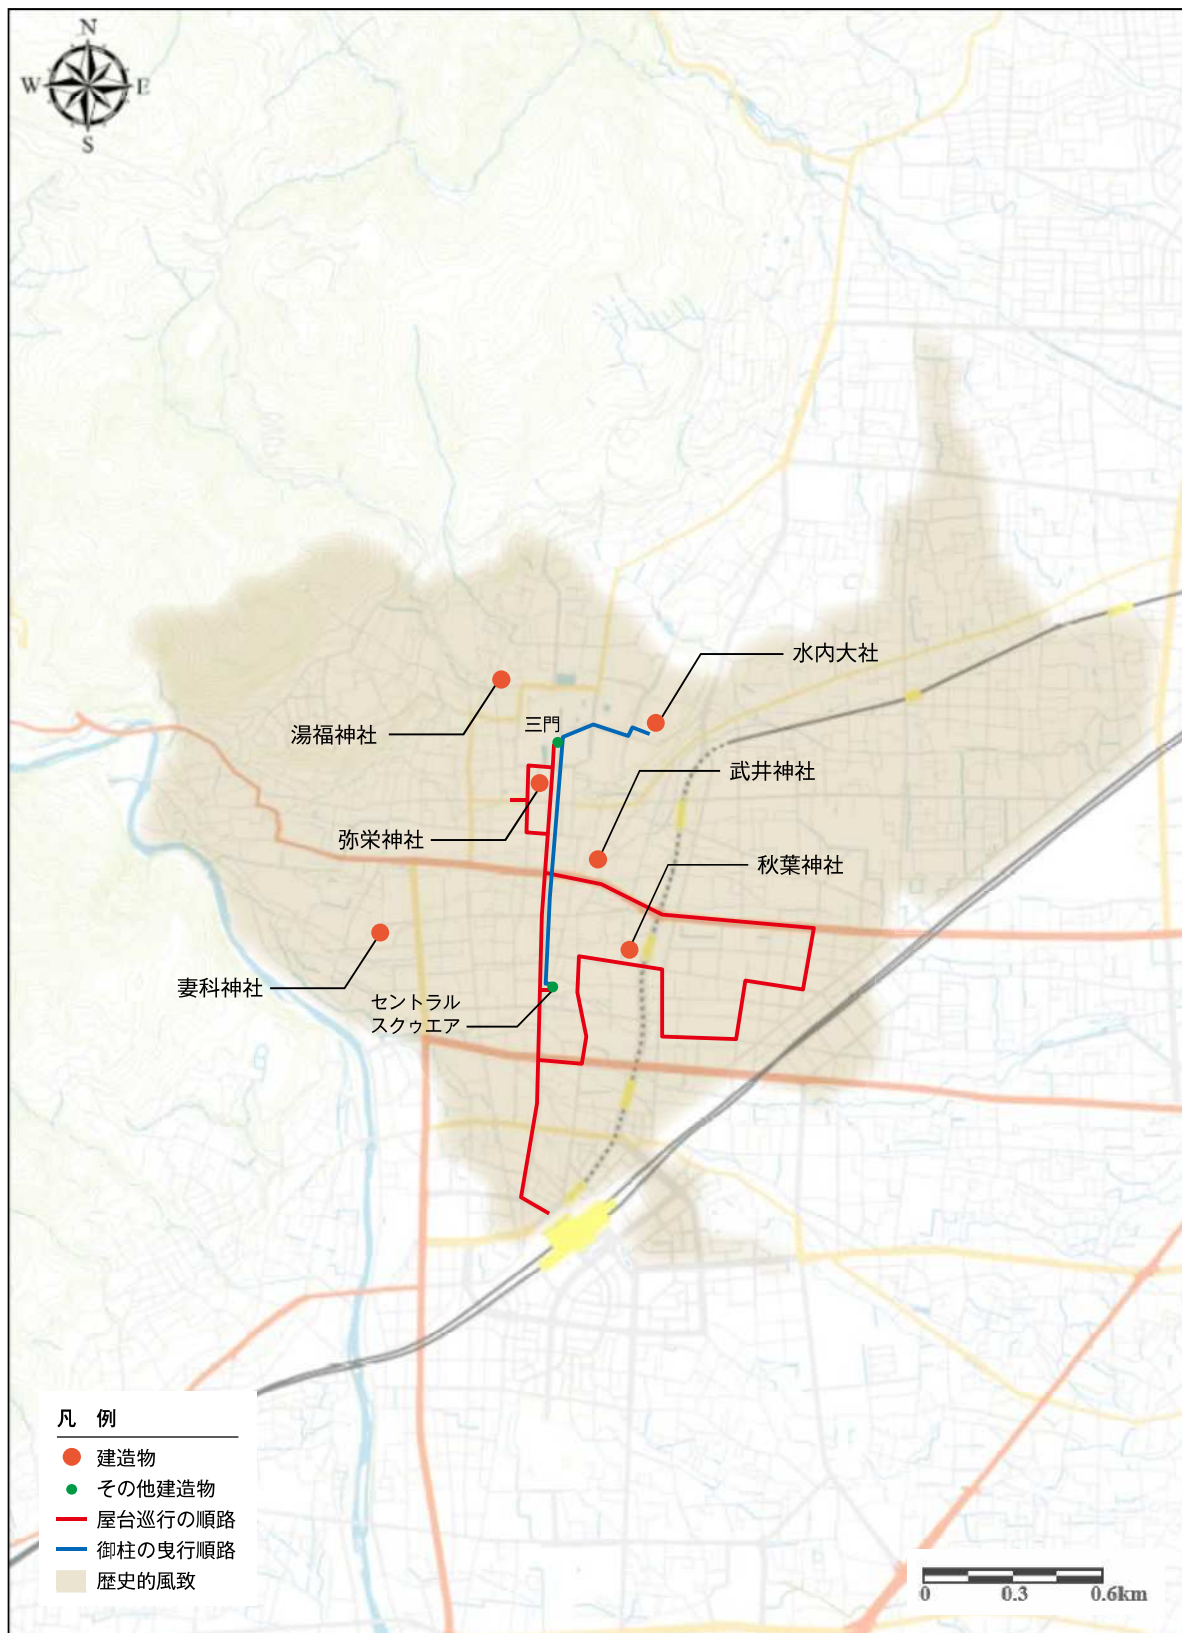 N
W E
S
水内大社
三門
湯福神社
武井神社
弥栄神社
秋葉神社
妻科神社
セントラル
スクゥエア
凡 例
建造物
その他建造物
屋台巡行の順路
御柱の曳行順路
歴史的風致
0 0.3 0.6km